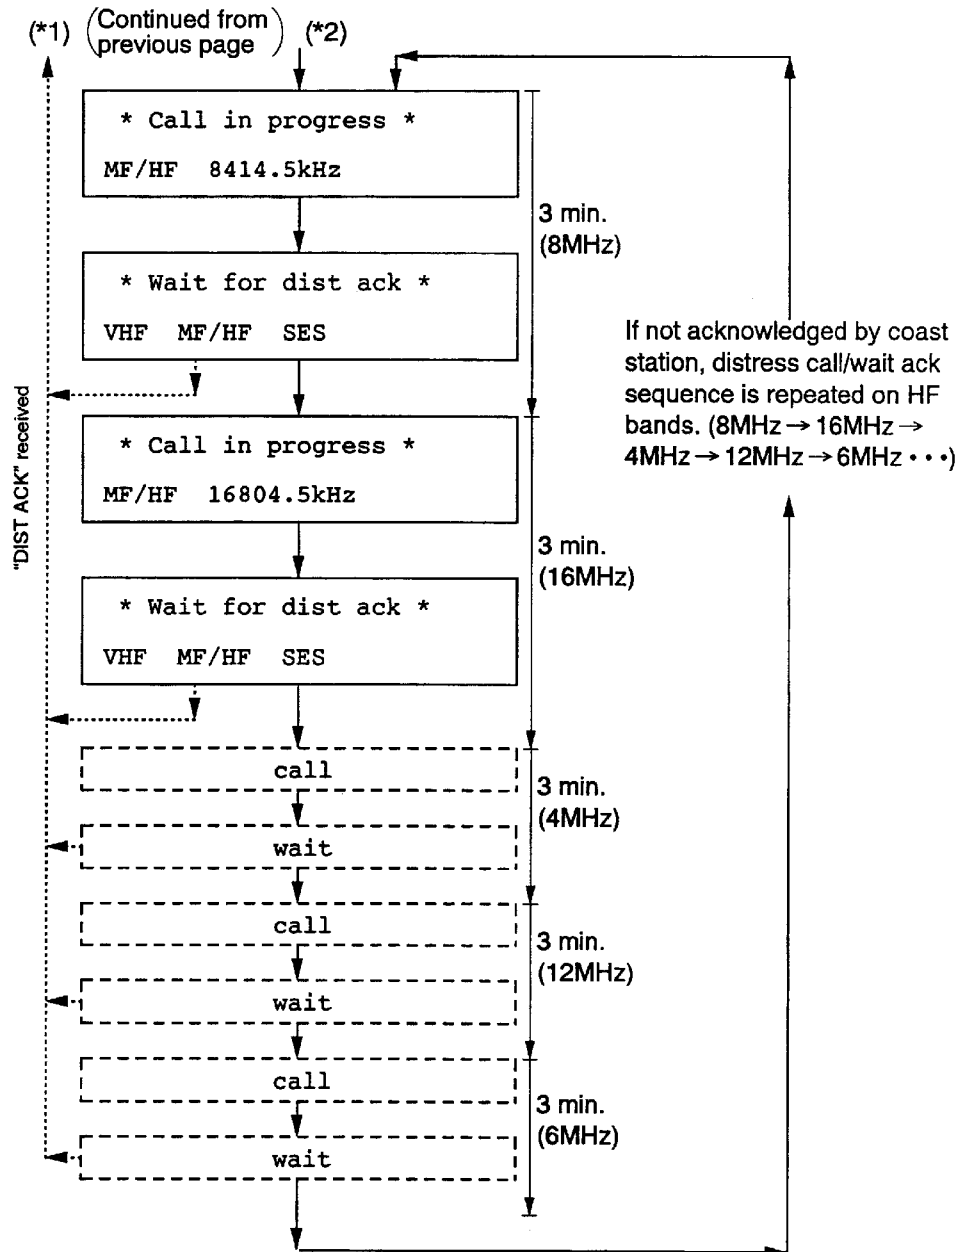 (*1) (Continued from previous page) (*2)
* Call in progress *
MF/HF 8414.5kHz
3 min.
(8MHz)
* Wait for dist ack *
VHF MF/HF SES
If not acknowledged by coast
station, distress call/wait ack
sequence is repeated on HF
bands. (8MHz→16MHz→
4MHz→12MHz→6MHz・・・)
"DIST ACK" received
* Call in progress *
MF/HF 16804.5kHz
3 min.
(16MHz)
* Wait for dist ack *
VHF MF/HF SES
call
3 min.
(4MHz)
wait
call
3 min.
(12MHz)
wait
call
3 min.
(6MHz)
wait